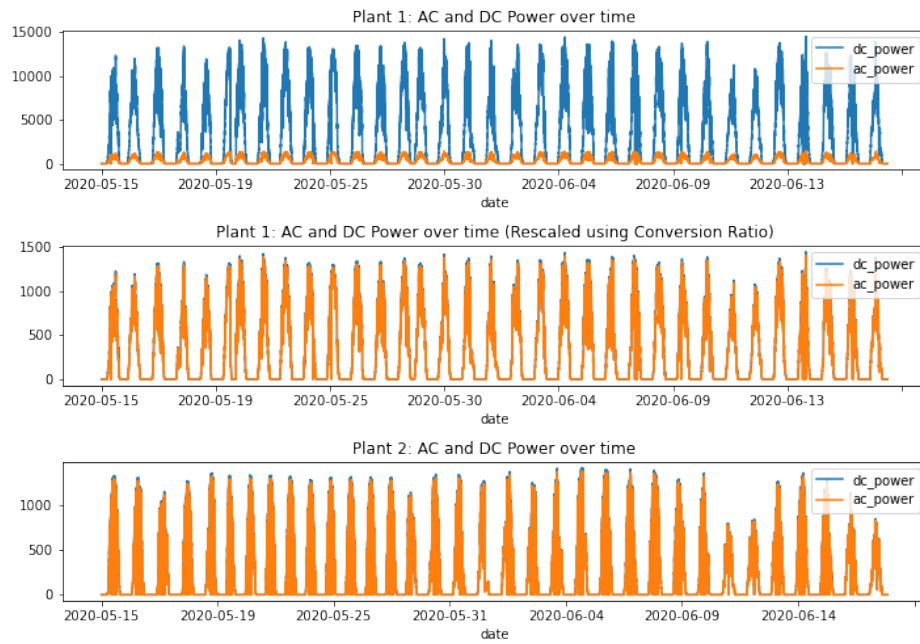 Plant 1: AC and DC Power over time
15000
10000
5000
0
dc_power
ac_power
2020-05-15 2020-05-19 2020-05-25 2020-05-30 2020-06-04 2020-06-09 2020-06-13
date
Plant 1: AC and DC Power over time (Rescaled using Conversion Ratio)
1500
1000
500
0
dc_power
ac_power
2020-05-15 2020-05-19 2020-05-25 2020-05-30 2020-06-04 2020-06-09 2020-06-13
date
Plant 2: AC and DC Power over time
1000
500
0
dc_power
ac_power
2020-05-15 2020-05-19 2020-05-25 2020-05-31 2020-06-04 2020-06-09 2020-06-14
date